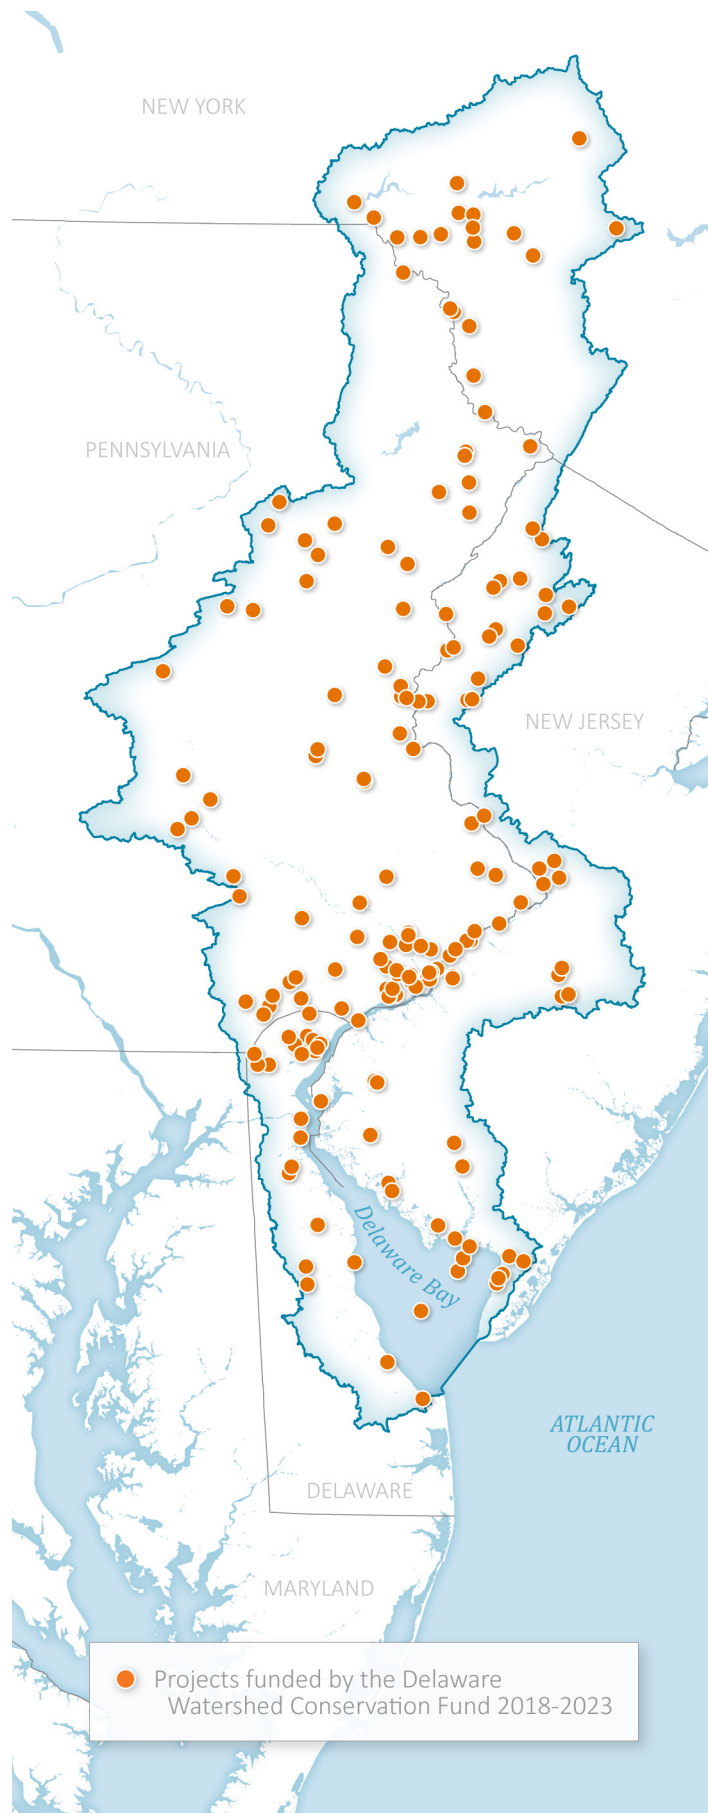 NEW YORK
PENNSYLVANIA
NEW JERSEY
Delaware Bay
ATLANTIC
OCEAN
DELAWARE
MARYLAND
Projects funded by the Delaware
Watershed Conservation Fund 2018-2023